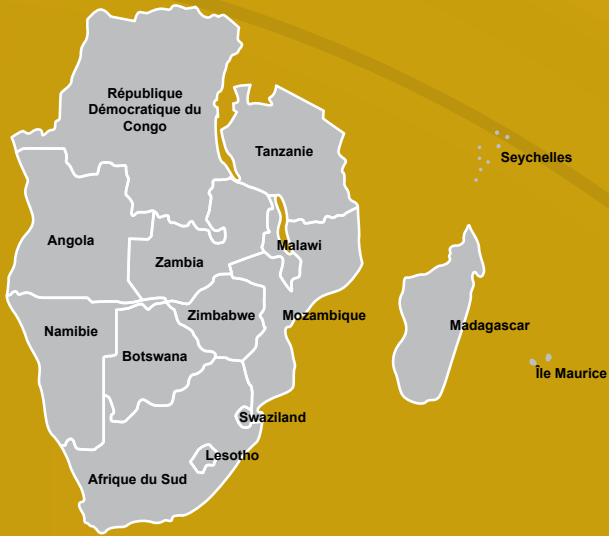 République
Démocratique du
Congo
Tanzanie
Seychelles
Angola
Malawi
Zambia
Zimbabwe
Mozambique
Namibie
Madagascar
Botswana
Île Maurice
Swaziland
Lesotho
Afrique du Sud